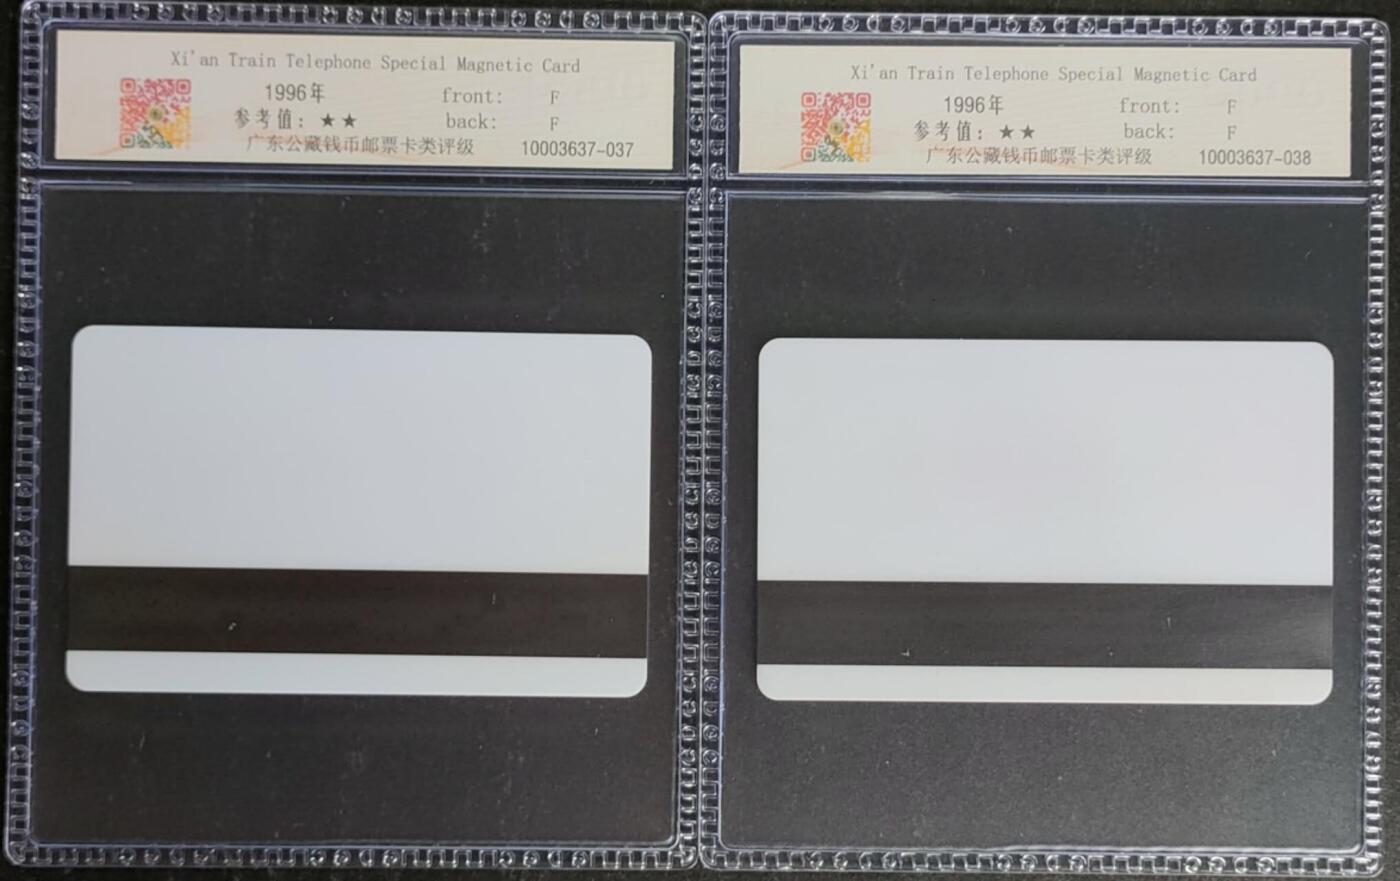 Xi'an Train Telephone Special Magnetic Card
1996年
front: F
参考值: ★★
back: F
广东公藏钱币邮票卡类评级
10003637-037
Xi'an Train Telephone Special Magnetic Card
1996年
front: F
参考值: ★★
back: F
广东公藏钱币邮票卡类评级
10003637-038